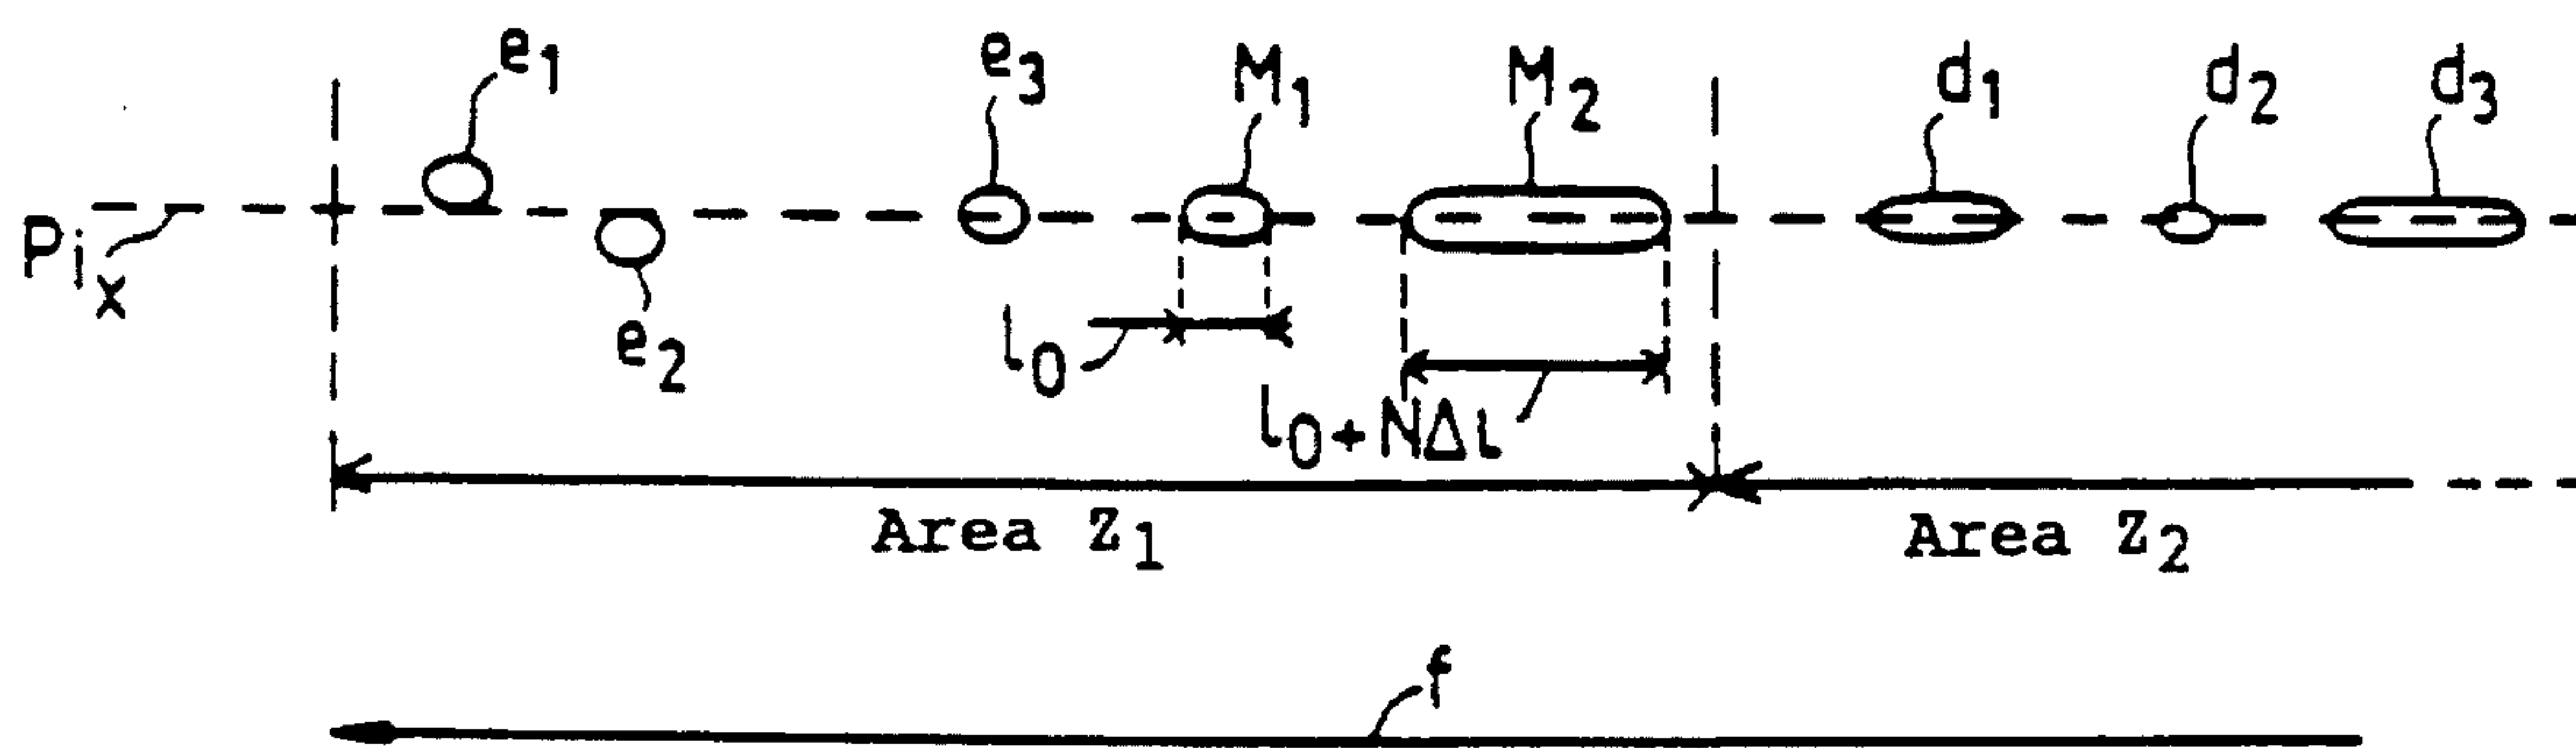 e1 e3 M1 M2 d1 d2 d3
Pix
e2
l0
l0+NΔl
Area Z1 Area Z2
f